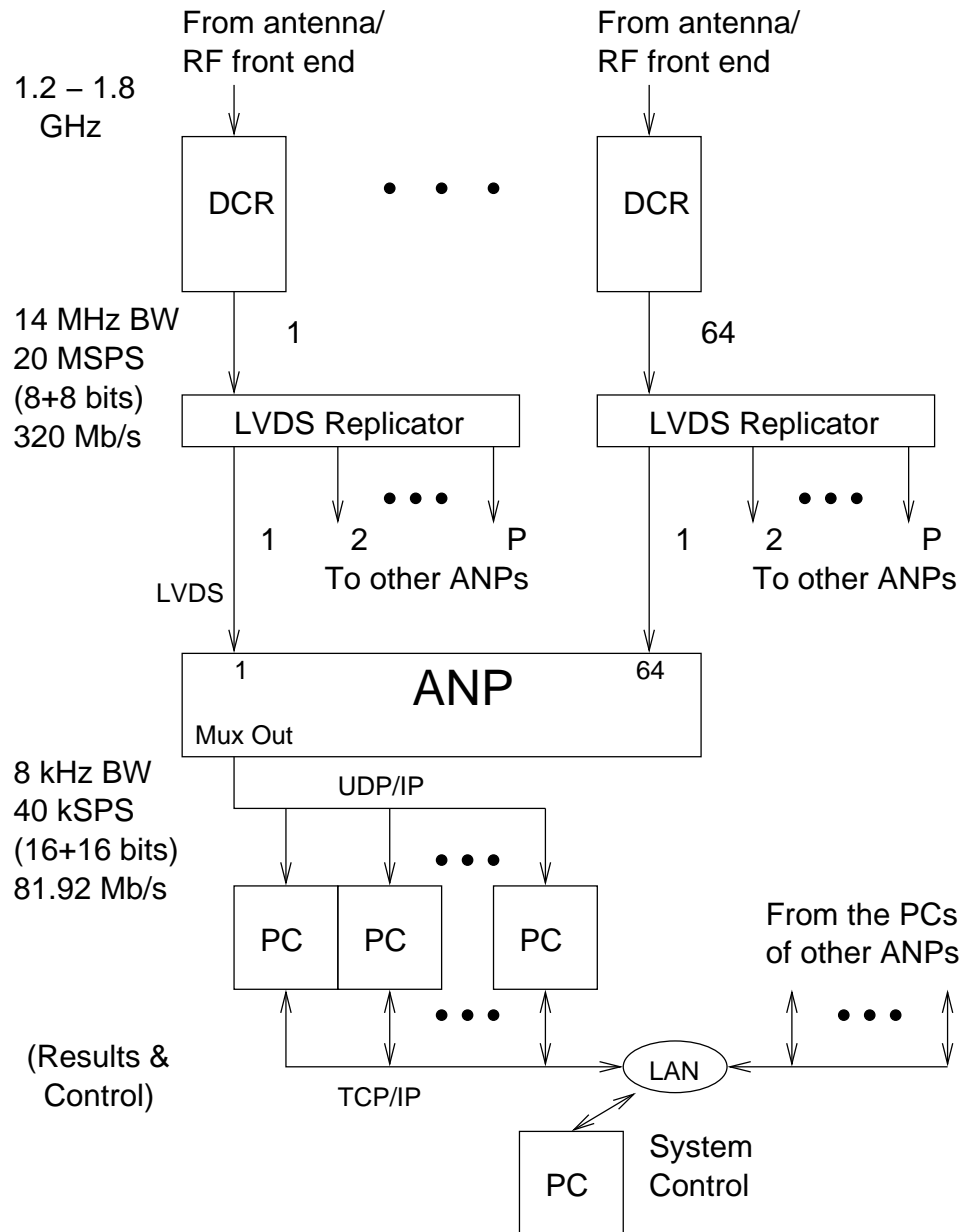 From antenna/
RF front end
From antenna/
RF front end
1.2 – 1.8
GHz
DCR
DCR
14 MHz BW
20 MSPS
(8+8 bits)
320 Mb/s
1
64
LVDS Replicator
LVDS Replicator
1
2
P
To other ANPs
1
2
P
To other ANPs
LVDS
1
ANP
64
Mux Out
8 kHz BW
40 kSPS
(16+16 bits)
81.92 Mb/s
UDP/IP
PC
PC
PC
From the PCs
of other ANPs
(Results &
Control)
TCP/IP
LAN
PC
System
Control